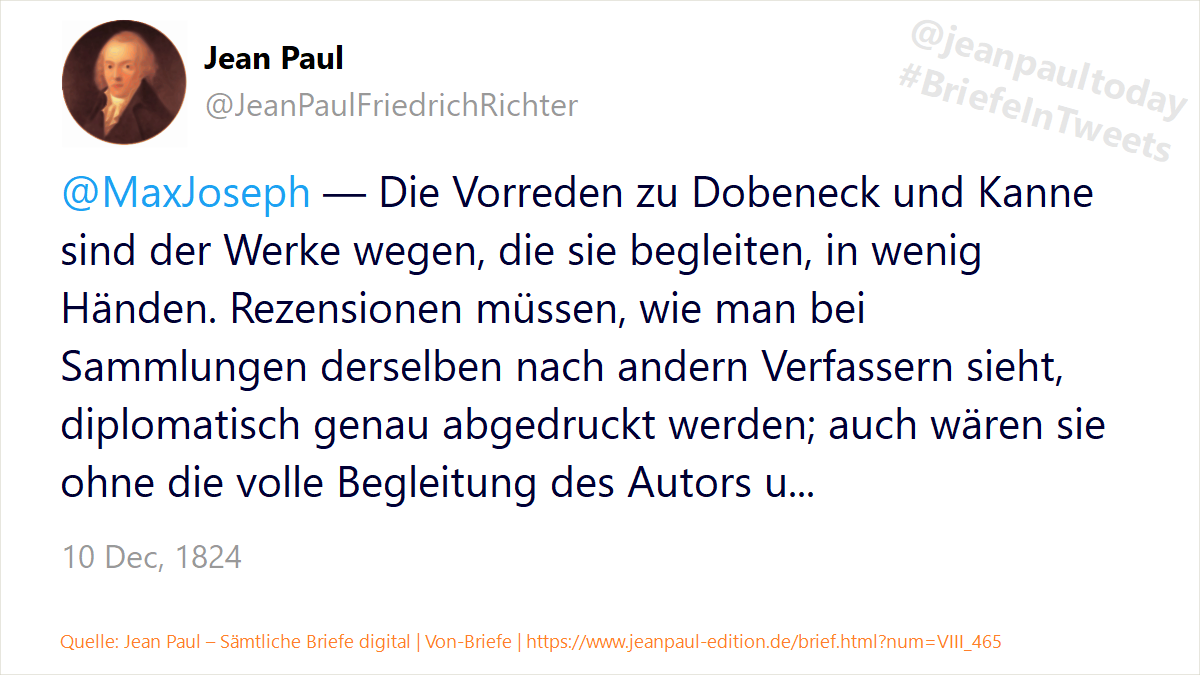 Jean Paul
@JeanPaulFriedrichRichter
@jeanpaultoday
#BriefeInTweets
@MaxJoseph — Die Vorreden zu Dobeneck und Kanne
sind der Werke wegen, die sie begleiten, in wenig
Händen. Rezensionen müssen, wie man bei
Sammlungen derselben nach andern Verfassern sieht,
diplomatisch genau abgedruckt werden; auch wären sie
ohne die volle Begleitung des Autors u...
10 Dec, 1824
Quelle: Jean Paul – Sämtliche Briefe digital | Von-Briefe | https://www.jeanpaul-edition.de/brief.html?num=VIII_465